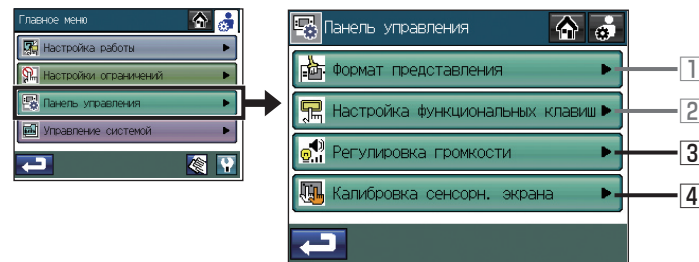 Главное меню
Настройка работы
Настройки ограничений
Панель управления
Управление системой
Панель управления
Формат представления
1
Настройка функциональных клавиш
2
Регулировка громкости
3
Калибровка сенсорн. экрана
4